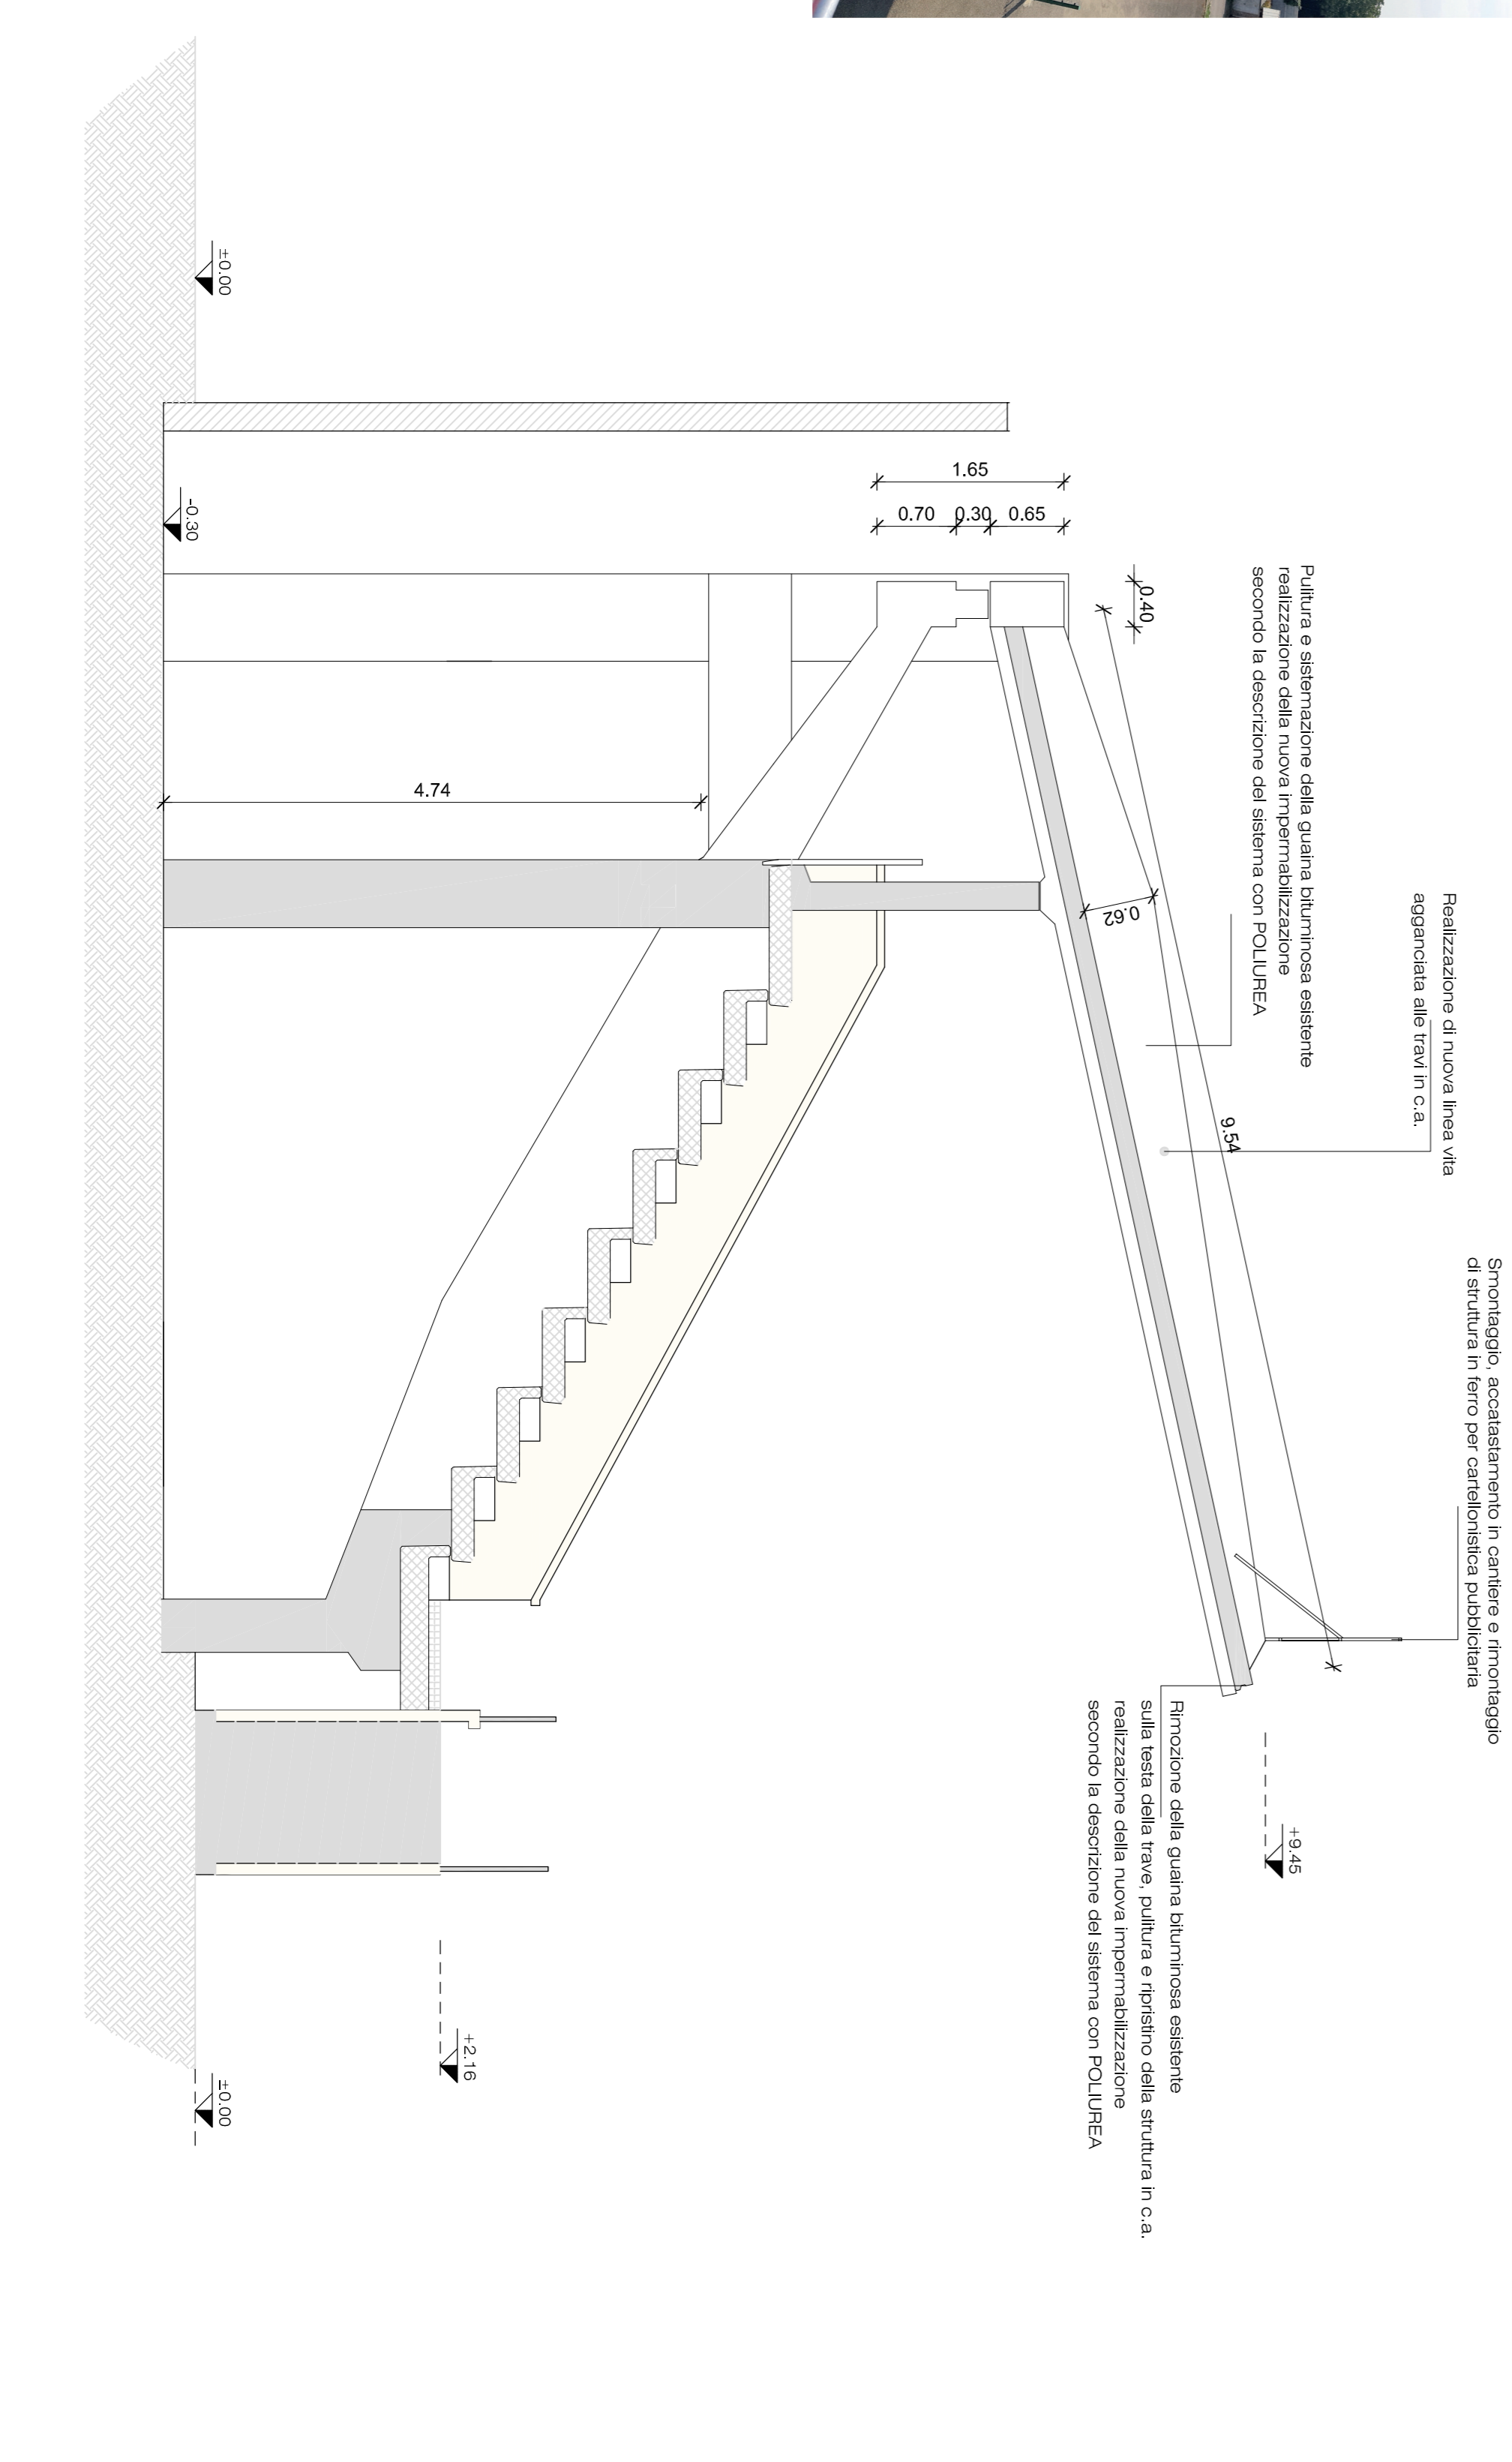 Smontaggio, accatastamento in cantiere e rimontaggio
di struttura in ferro per cartellonistica pubblicitaria
Realizzazione di nuova linea vita
agganciata alle travi in c.a.
Pulitura e sistemazione della guaina bituminosa esistente
realizzazione della nuova impermabilizzazione
secondo la descrizione del sistema con POLIUREA
9.54
0.40
0.62
+9.45
Rimozione della guaina bituminosa esistente
sulla testa della trave, pulitura e ripristino della struttura in c.a.
realizzazione della nuova impermabilizzazione
secondo la descrizione del sistema con POLIUREA
1.65
0.70
0.30
0.65
4.74
+2.16
±0.00
-0.30
±0.00